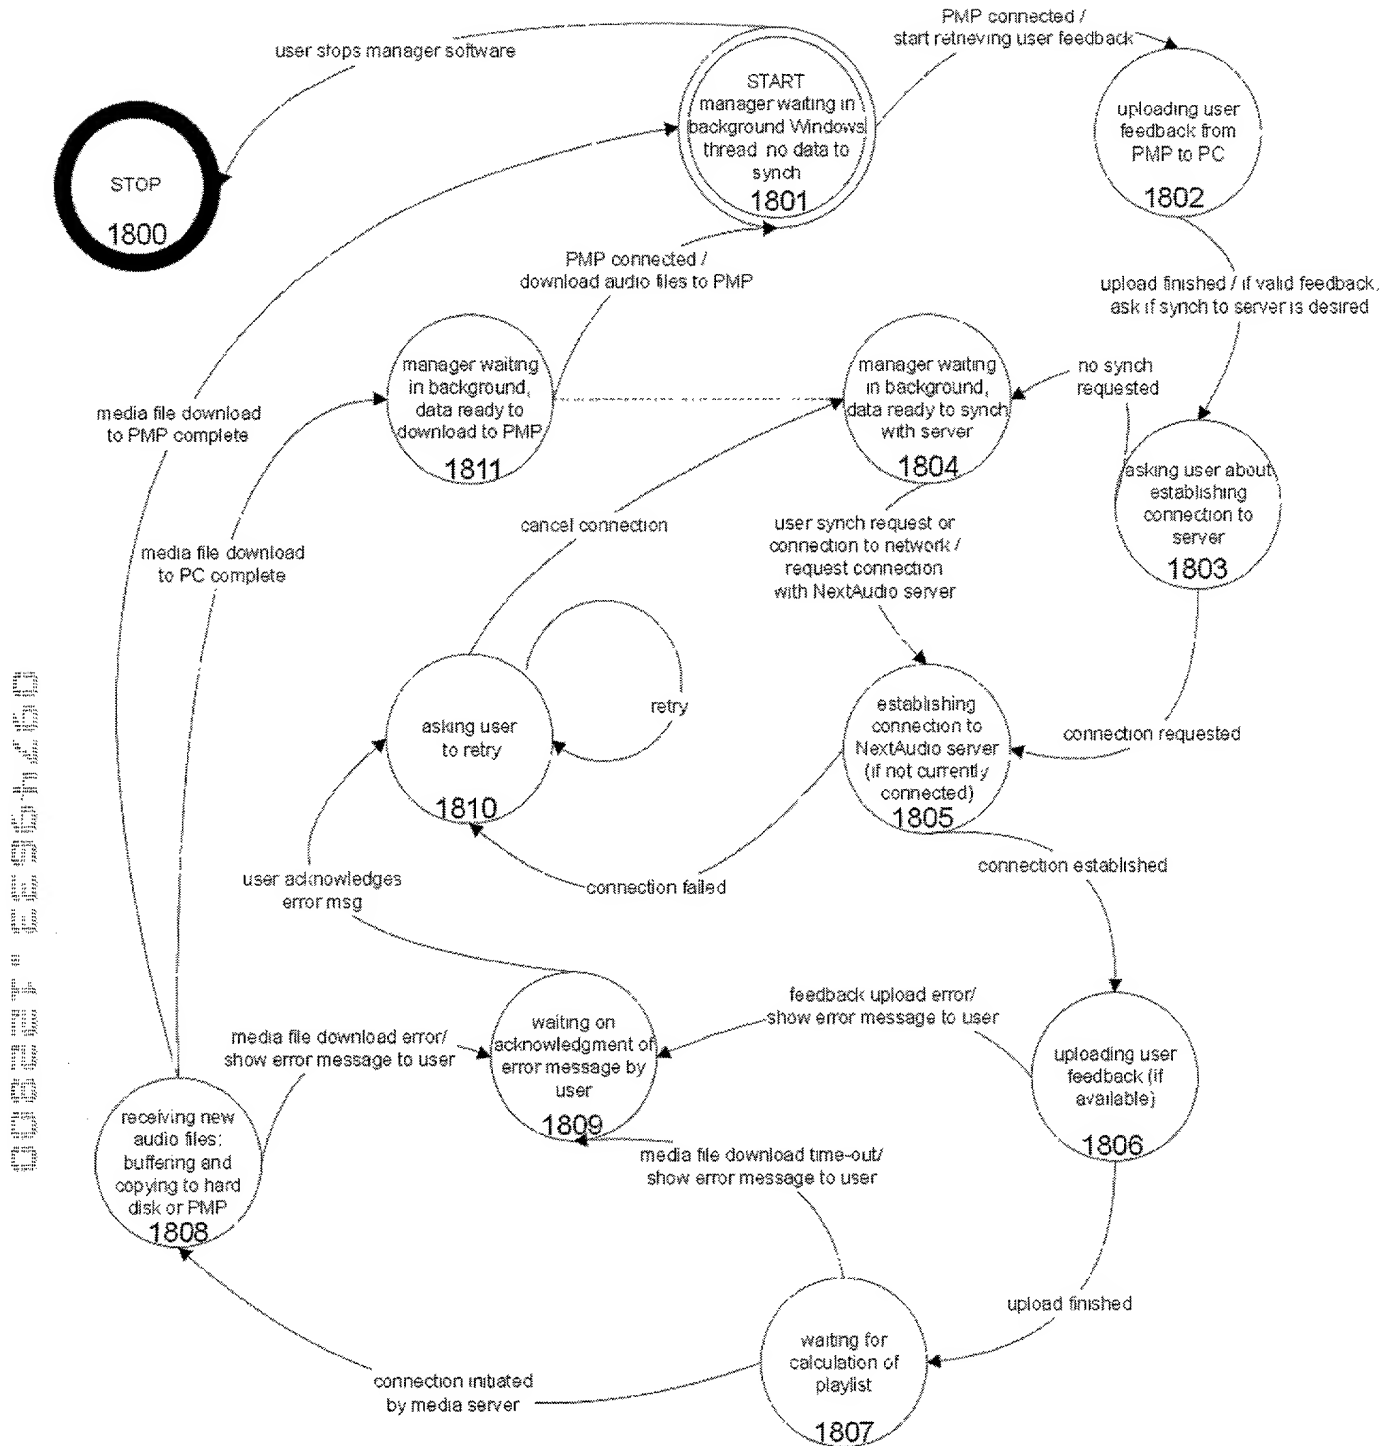 PMP connected /
start retrieving user feedback
user stops manager software
START
manager waiting in
background Windows
thread no data to
synch
1801
uploading user
feedback from
PMP to PC
1802
STOP
1800
PMP connected /
download audio files to PMP
upload finished / if valid feedback,
ask if synch to server is desired
manager waiting
in background,
data ready to
download to PMP
1811
manager waiting
in background,
data ready to synch
with server
1804
no synch
requested
media file download
to PMP complete
asking user about
establishing
connection to
server
1803
cancel connection
user synch request or
connection to network /
request connection
with NextAudio server
media file download
to PC complete
asking user
to retry
1810
retry
establishing
connection to
NextAudio server
(if not currently
connected)
1805
connection requested
connection established
user acknowledges
error msg
connection failed
feedback upload error/
show error message to user
media file download error/
show error message to user
waiting on
acknowledgment of
error message by
user
1809
uploading user
feedback (if
available)
1806
receiving new
audio files;
buffering and
copying to hard
disk or PMP
1808
media file download time-out/
show error message to user
upload finished
waiting for
calculation of
playlist
1807
connection initiated
by media server